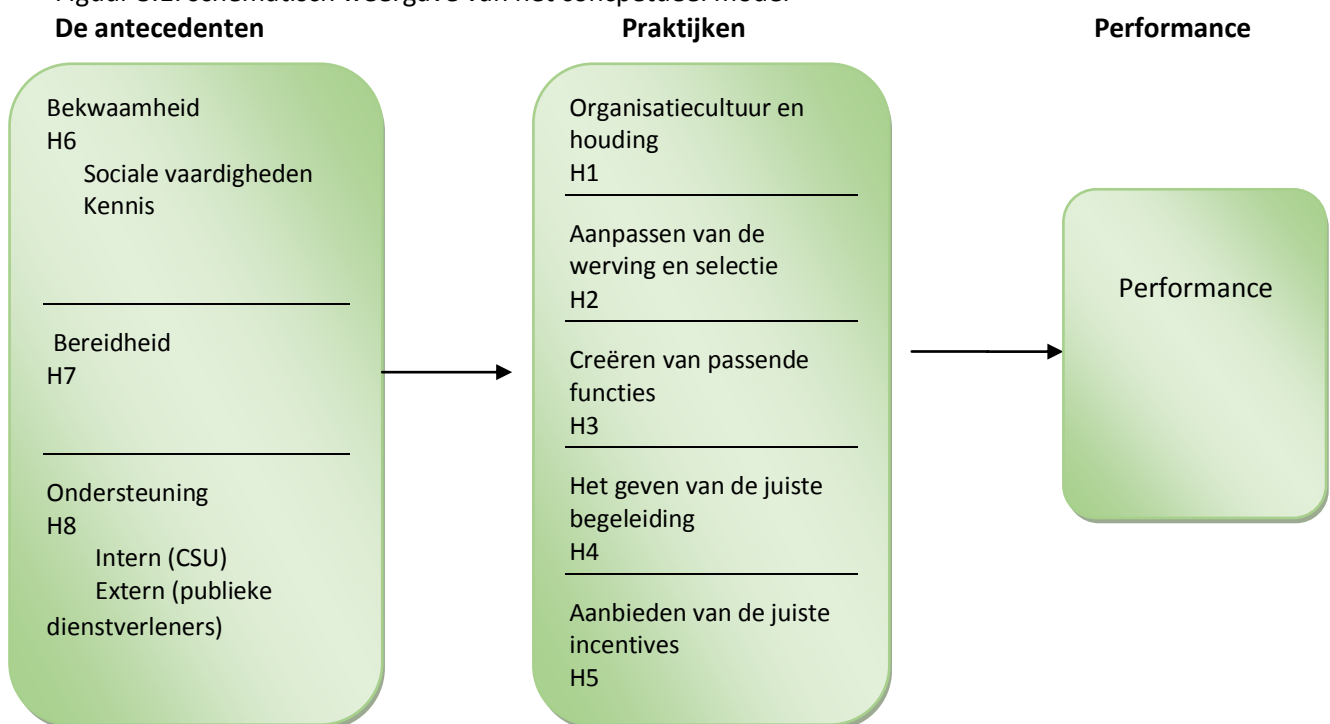 De antecedenten
Praktijken
Performance
Bekwaamheid
H6
Sociale vaardigheden
Kennis
Bereidheid
H7
Ondersteuning
H8
Intern (CSU)
Extern (publieke
dienstverleners)
Organisatiecultuur en
houding
H1
Aanpassen van de
werving en selectie
H2
Creëren van passende
functies
H3
Het geven van de juiste
begeleiding
H4
Aanbieden van de juiste
incentives
H5
Performance